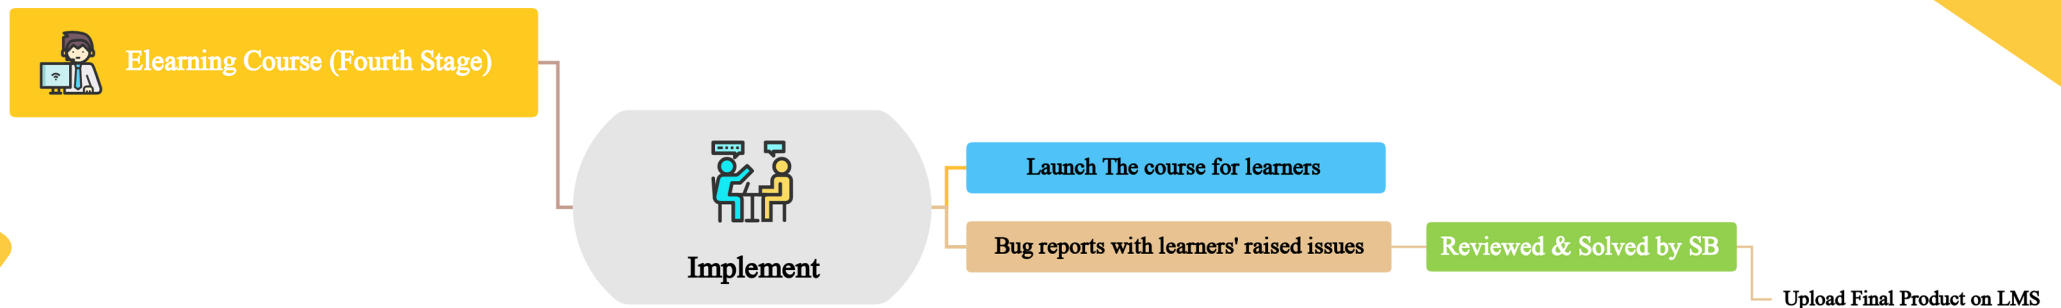 Elearning Course (Fourth Stage)
Implement
Launch The course for learners
Bug reports with learners' raised issues
Reviewed & Solved by SB
Upload Final Product on LMS